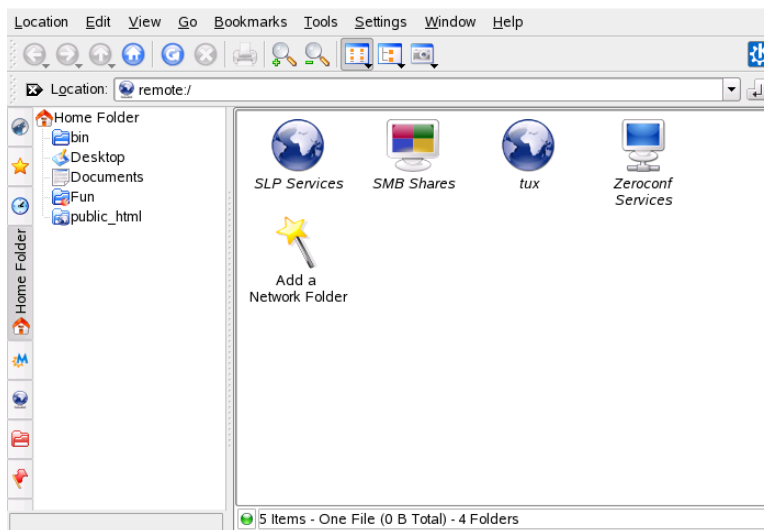 Location Edit View Go Bookmarks Tools Settings Window Help
Location: remote:/
Home Folder
Home Folder
bin
Desktop
Documents
Fun
public_html
SLP Services SMB Shares tux Zeroconf
Services
Add a
Network Folder
5 Items - One File (0 B Total) - 4 Folders